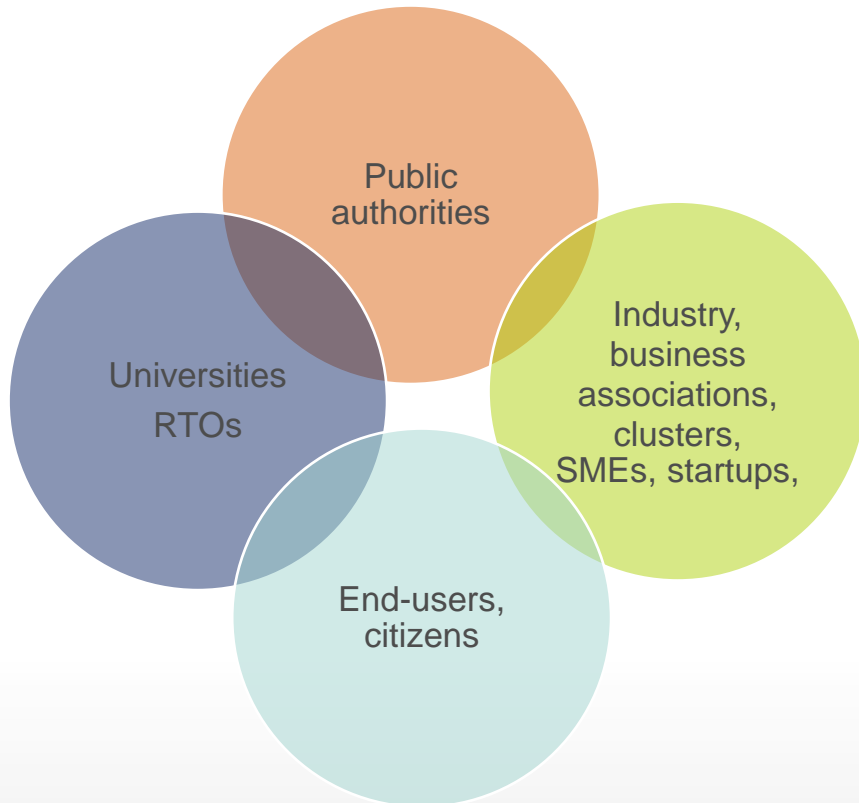 Public
authorities
Industry,
business
associations,
clusters,
SMEs, startups,
Universities
RTOs
End-users,
citizens